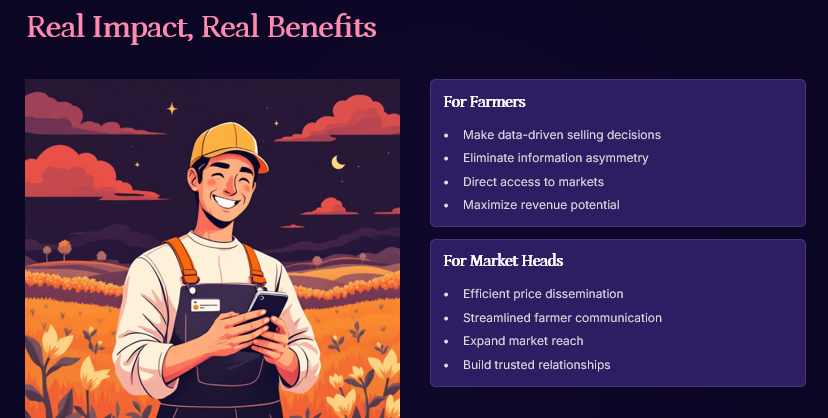 Real Impact, Real Benefits
For Farmers
• Make data-driven selling decisions
• Eliminate information asymmetry
• Direct access to markets
• Maximize revenue potential
For Market Heads
• Efficient price dissemination
• Streamlined farmer communication
• Expand market reach
• Build trusted relationships